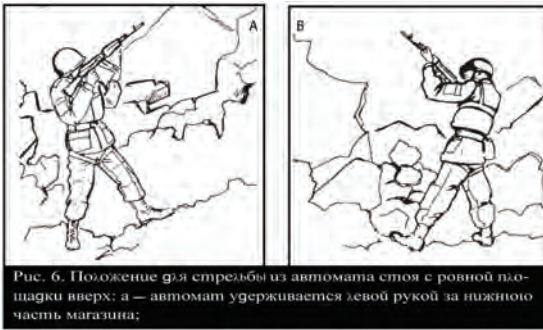 A
B
Рис. 6. Положение для стрельбы из автомата стоя с ровной пло-
щадки вверх: а — автомат удерживается левой рукой за нижнюю
часть магазина;